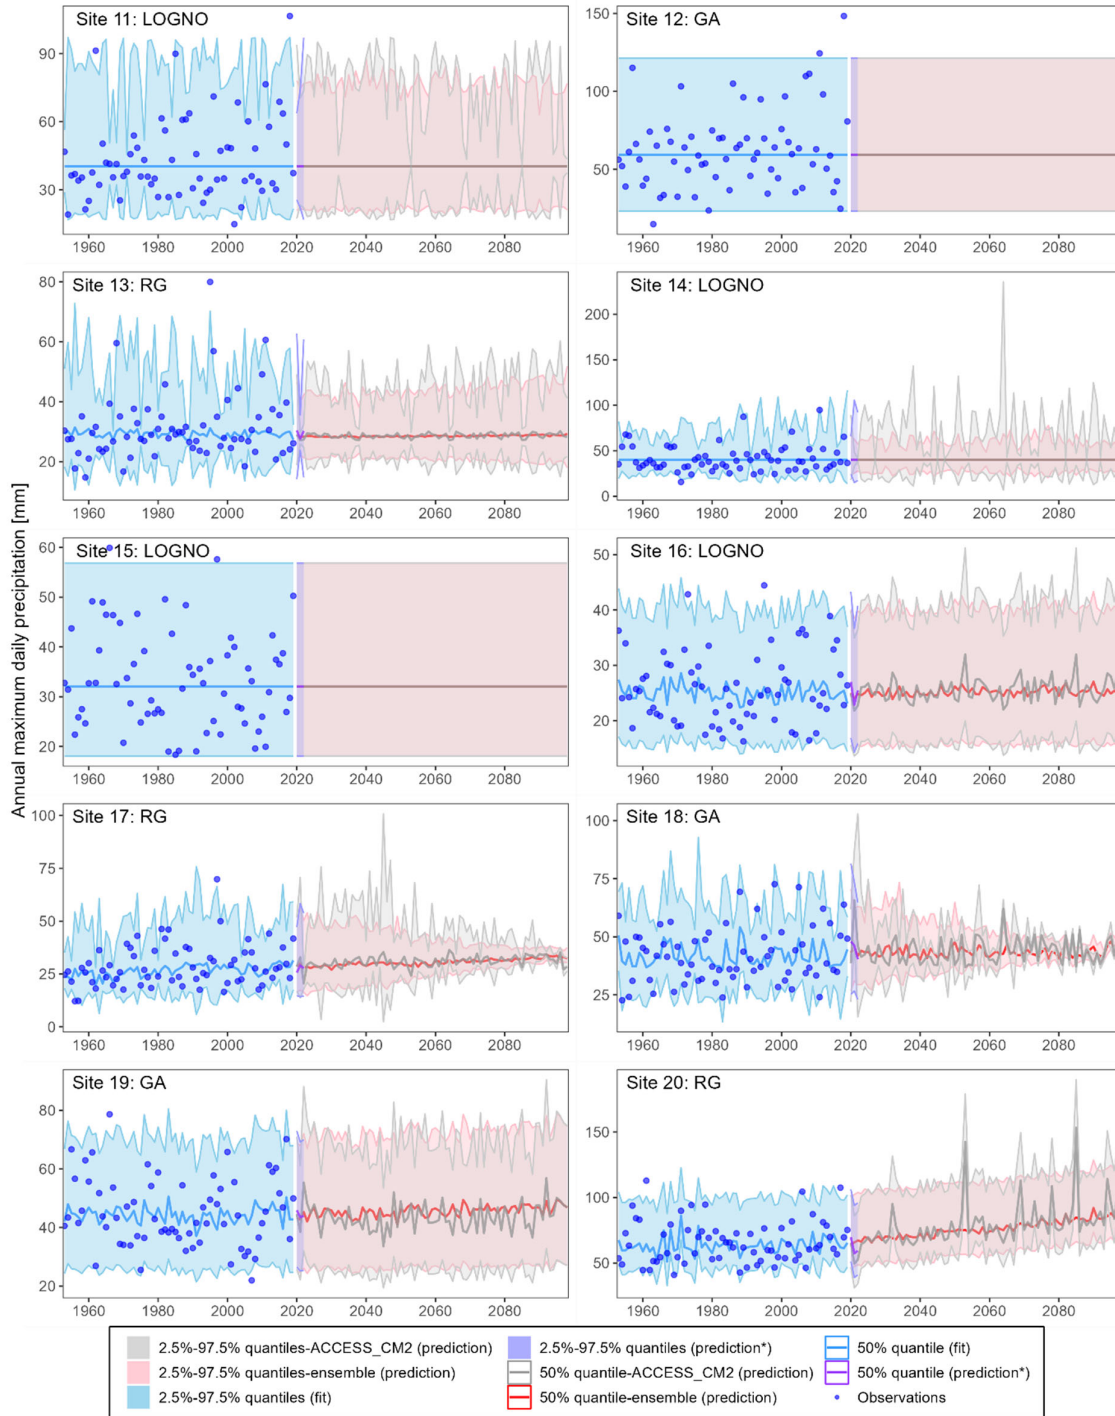 Annual maximum daily precipitation [mm]
Site 11: LOGNO
90
60
30
1960 1980 2000 2020 2040 2060 2080
Site 12: GA
150
100
50
1960 1980 2000 2020 2040 2060 2080
Site 13: RG
80
60
40
20
1960 1980 2000 2020 2040 2060 2080
Site 14: LOGNO
200
150
100
50
0
1960 1980 2000 2020 2040 2060 2080
Site 15: LOGNO
60
50
40
30
20
1960 1980 2000 2020 2040 2060 2080
Site 16: LOGNO
50
40
30
20
1960 1980 2000 2020 2040 2060 2080
Site 17: RG
100
75
50
25
0
1960 1980 2000 2020 2040 2060 2080
Site 18: GA
100
75
50
25
1960 1980 2000 2020 2040 2060 2080
Site 19: GA
80
60
40
20
1960 1980 2000 2020 2040 2060 2080
Site 20: RG
150
100
50
1960 1980 2000 2020 2040 2060 2080
2.5%-97.5% quantiles-ACCESS_CM2 (prediction)
2.5%-97.5% quantiles-ensemble (prediction)
2.5%-97.5% quantiles (fit)
2.5%-97.5% quantiles (prediction*)
50% quantile-ACCESS_CM2 (prediction)
50% quantile-ensemble (prediction)
50% quantile (fit)
50% quantile (prediction*)
Observations